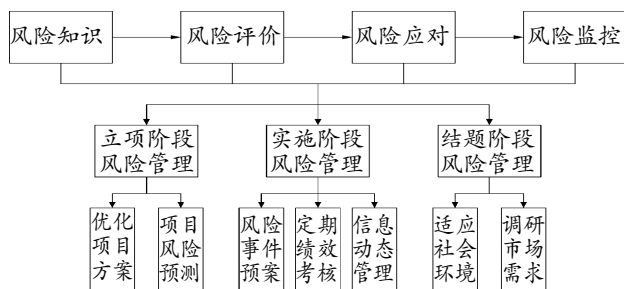 风险知识
风险评价
风险应对
风险监控
立项阶段
风险管理
实施阶段
风险管理
结题阶段
风险管理
优化
项目
方案
项目
风险
预测
风险
事件
预案
定期
绩效
考核
信息
动态
管理
适应
社会
环境
调研
市场
需求